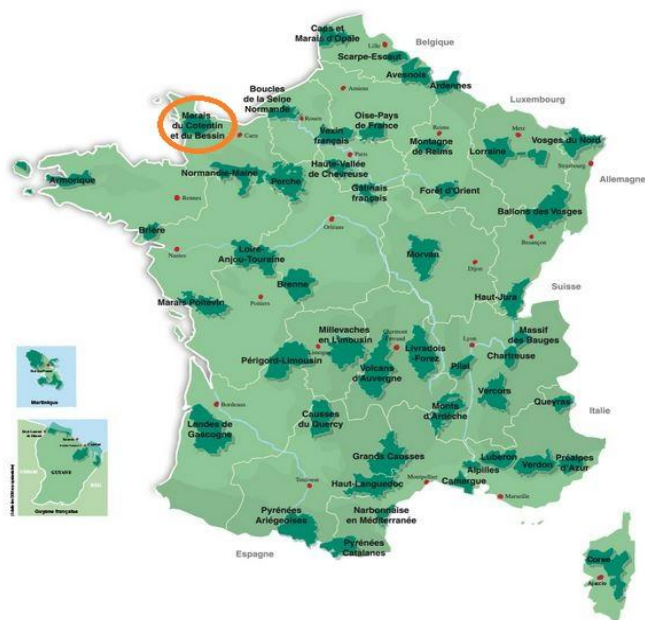 Caps et
Marais d'Opale
Lille
Belgique
Scarpe-Escaut
Avesnois
Ardennes
Amiens
Luxembourg
Boucles
de la Seine
Normande
Rouen
Oise-Pays
de France
Marais
du Cotentin
et du Bessin
Caen
Vexin
français
Reims
Montagne
de Reims
Metz
Lorraine
Vosges du Nord
Strasbourg
Allemagne
Paris
Haute-Vallée
de Chevreuse
Armorique
Normandie-Maine
Perche
Gâtinais
français
Forêt d'Orient
Ballons des Vosges
Rennes
Orléans
Brière
Nantes
Loire-
Anjou-Touraine
Morvan
Besançon
Dijon
Suisse
Brenne
Haut-Jura
Marais Poitevin
Poitiers
Millevaches
en Limousin
Limoges
Clermont
Ferrand
Livradois
-Forez
Lyon
Massif
des Bauges
Chartreuse
Périgord-Limousin
Volcans
d'Auvergne
Pilat
Martinique
Vercors
Queyras
Bordeaux
Landes de
Gascogne
Causses
du Quercy
Monts
d'Ardèche
Italie
GUYANE
Guyane française
Grands Causses
Luberon
Verdon
Préalpes
d'Azur
Alpilles
Camargue
Toulouse
Haut-Languedoc
Montpellier
Marseille
Pyrénées
Ariégeoises
Narbonnaise
en Méditerranée
Espagne
Pyrénées
Catalanes
Corse
Ajaccio